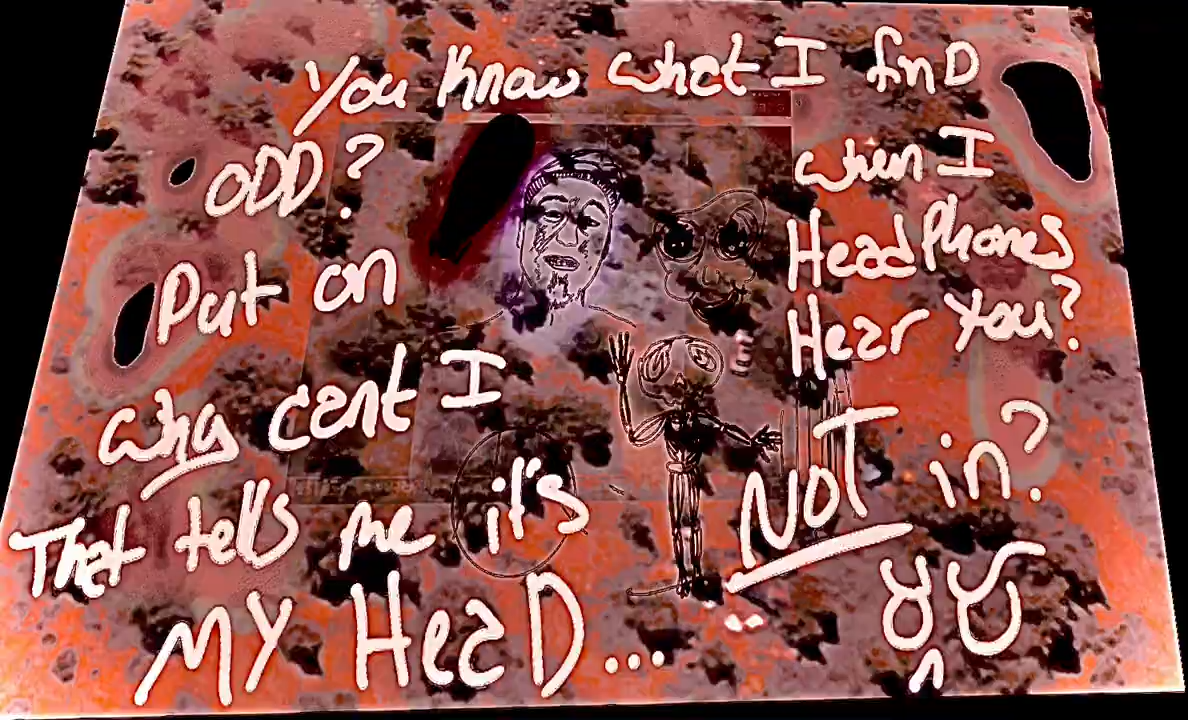 You Know what I finD
ODD? when I
Put on HeadPhones
why cant I Hear you?
That tells me it's NOT in?
MY HeaD...